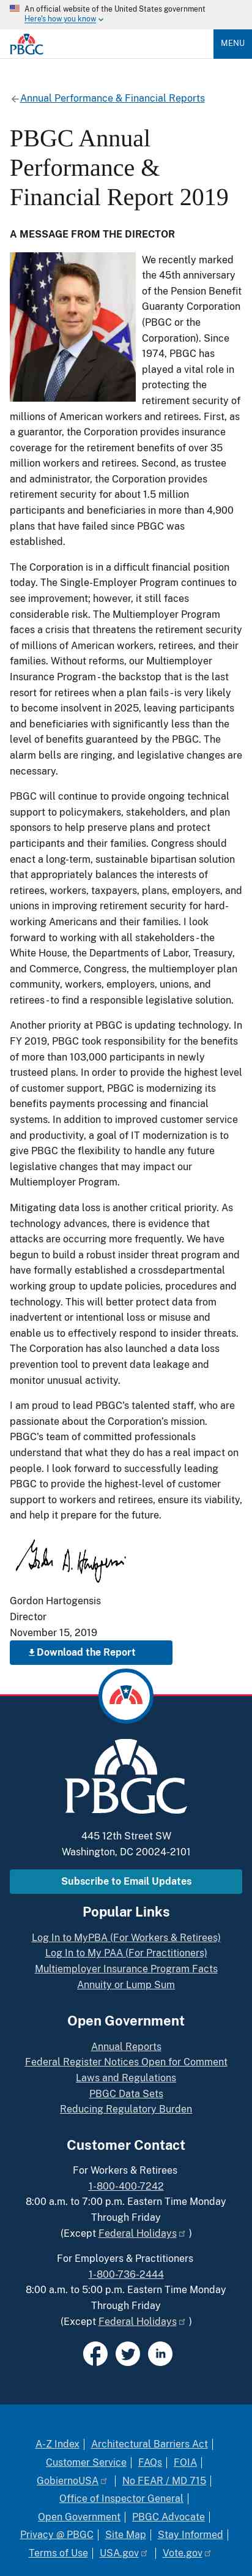 An official website of the United States government
Here's how you know
PBGC
MENU
Annual Performance & Financial Reports
PBGC Annual
Performance &
Financial Report 2019
A MESSAGE FROM THE DIRECTOR
We recently marked
the 45th anniversary
of the Pension Benefit
Guaranty Corporation
(PBGC or the
Corporation). Since
1974, PBGC has
played a vital role in
protecting the
retirement security of
millions of American workers and retirees. First, as
a guarantor, the Corporation provides insurance
coverage for the retirement benefits of over 35
million workers and retirees. Second, as trustee
and administrator, the Corporation provides
retirement security for about 1.5 million
participants and beneficiaries in more than 4,900
plans that have failed since PBGC was
established.
The Corporation is in a difficult financial position
today. The Single-Employer Program continues to
see improvement; however, it still faces
considerable risk. The Multiemployer Program
faces a crisis that threatens the retirement security
of millions of American workers, retirees, and their
families. Without reforms, our Multiemployer
Insurance Program - the backstop that is the last
resort for retirees when a plan fails - is very likely
to become insolvent in 2025, leaving participants
and beneficiaries with significantly less than the
level of benefits guaranteed by the PBGC. The
alarm bells are ringing, and legislative changes are
necessary.
PBGC will continue to provide ongoing technical
support to policymakers, stakeholders, and plan
sponsors to help preserve plans and protect
participants and their families. Congress should
enact a long-term, sustainable bipartisan solution
that appropriately balances the interests of
retirees, workers, taxpayers, plans, employers, and
unions in improving retirement security for hard-
working Americans and their families. I look
forward to working with all stakeholders - the
White House, the Departments of Labor, Treasury,
and Commerce, Congress, the multiemployer plan
community, workers, employers, unions, and
retirees - to find a responsible legislative solution.
Another priority at PBGC is updating technology. In
FY 2019, PBGC took responsibility for the benefits
of more than 103,000 participants in newly
trusteed plans. To continue to provide the highest
level of customer support, PBGC is modernizing its
benefits payments processing and financial
systems. In addition to improved customer service
and productivity, a goal of IT modernization is to
give PBGC the flexibility to handle any future
legislative changes that may impact our
Multiemployer Program.
Mitigating data loss is another critical priority. As
technology advances, it is evident that cyber
attacks are occurring more frequently. We have
begun to build a robust insider threat program and
have formally established a crossdepartmental
working group to update policies, procedures and
technology. This will better protect data from
inadvertent or intentional loss or misuse and
enable us to effectively respond to insider threats.
The Corporation has also continued to improve its
corporate data loss prevention tool to block and
monitor unusual activity.
I am proud to lead PBGC's talented staff, who are
passionate about the Corporation's mission.
PBGC's team of committed professionals
understand that what they do has a real impact on
people. I look forward to successfully leading
PBGC to provide the highest-level of customer
support to workers and retirees, ensure its viability,
and help it prepare for the future.
Gordon A. Hartogensis
Gordon Hartogensis
Director
November 15, 2019
Download the Report
PBGC
445 12th Street SW
Washington, DC 20024-2101
Subscribe to Email Updates
Popular Links
Log In to MyPBA (For Workers & Retirees)
Log In to My PAA (For Practitioners)
Multiemployer Insurance Program Facts
Annuity or Lump Sum
Open Government
Annual Reports
Federal Register Notices Open for Comment
Laws and Regulations
PBGC Data Sets
Reducing Regulatory Burden
Customer Contact
For Workers & Retirees
1-800-400-7242
8:00 a.m. to 7:00 p.m. Eastern Time Monday
Through Friday
(Except Federal Holidays )
For Employers & Practitioners
1-800-736-2444
8:00 a.m. to 5:00 p.m. Eastern Time Monday
Through Friday
(Except Federal Holidays )
in
A-Z Index | Architectural Barriers Act |
Customer Service | FAQs | FOIA |
GobiernoUSA | No FEAR / MD 715 |
Office of Inspector General |
Open Government | PBGC Advocate |
Privacy @ PBGC | Site Map | Stay Informed |
Terms of Use | USA.gov | Vote.gov